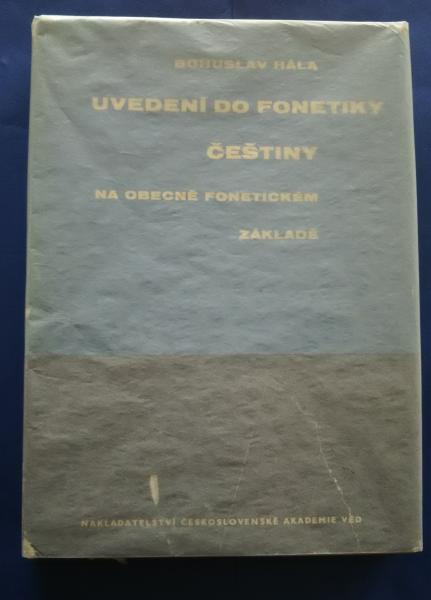 BOHUSLAV HÁLA
UVEDENÍ DO FONETIKY
ČEŠTINY
NA OBECNĚ FONETICKÉM
ZÁKLADĚ
NAKLADATELSTVÍ ČESKOSLOVENSKÉ AKADEMIE VĚD